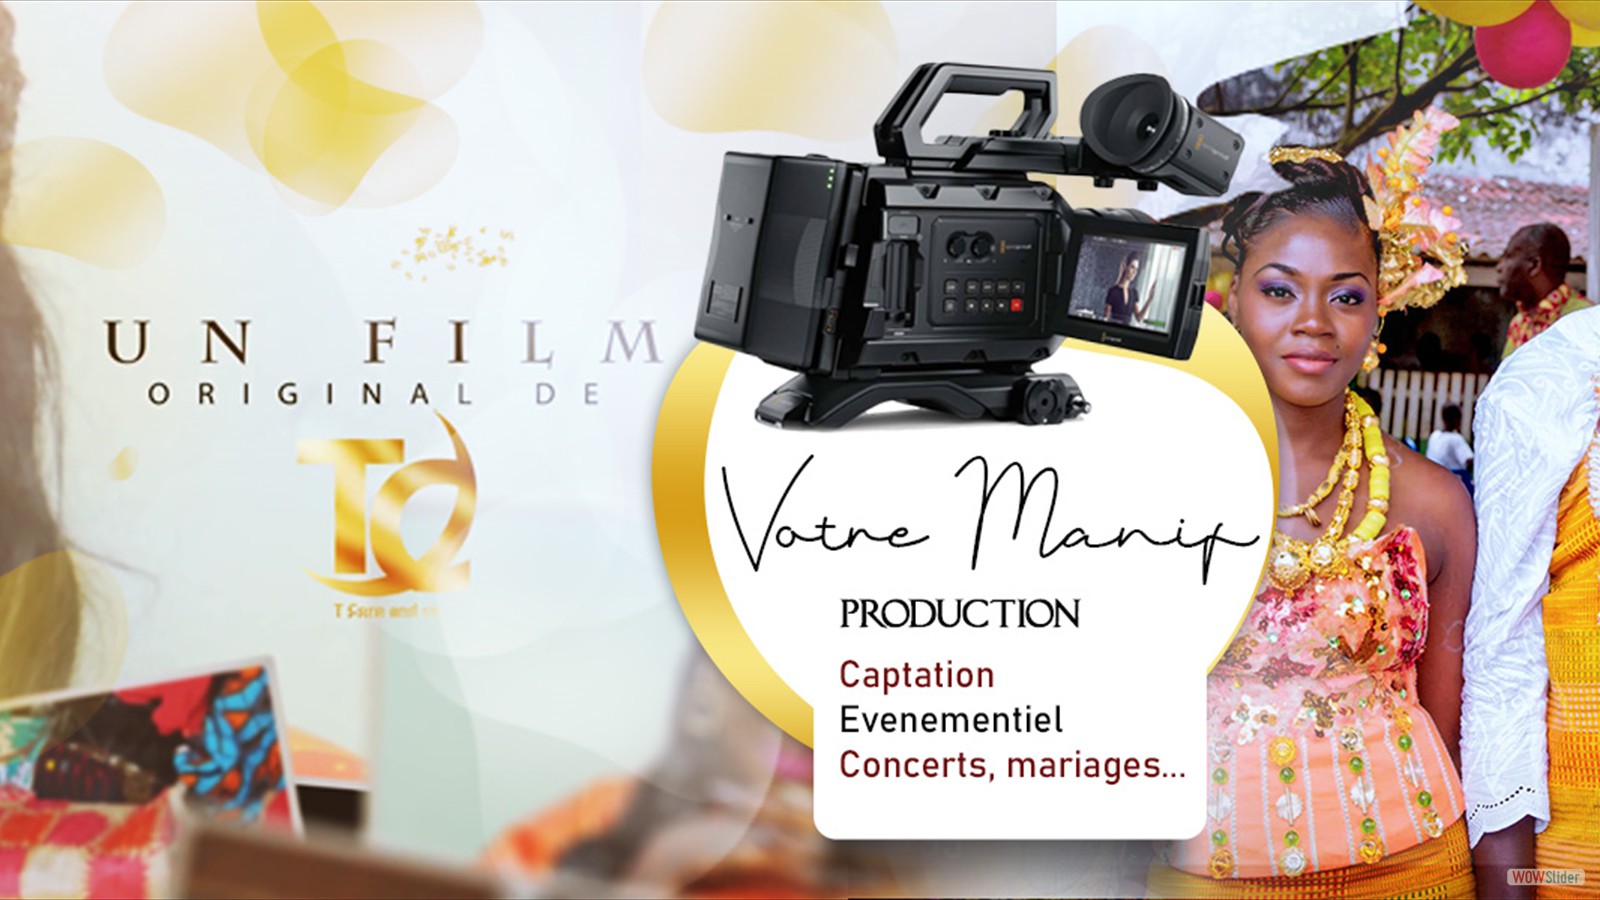 UN FILM
ORIGINAL DE
Votre Manif
PRODUCTION
Captation
Evenementiel
Concerts, mariages...
WOWSlider